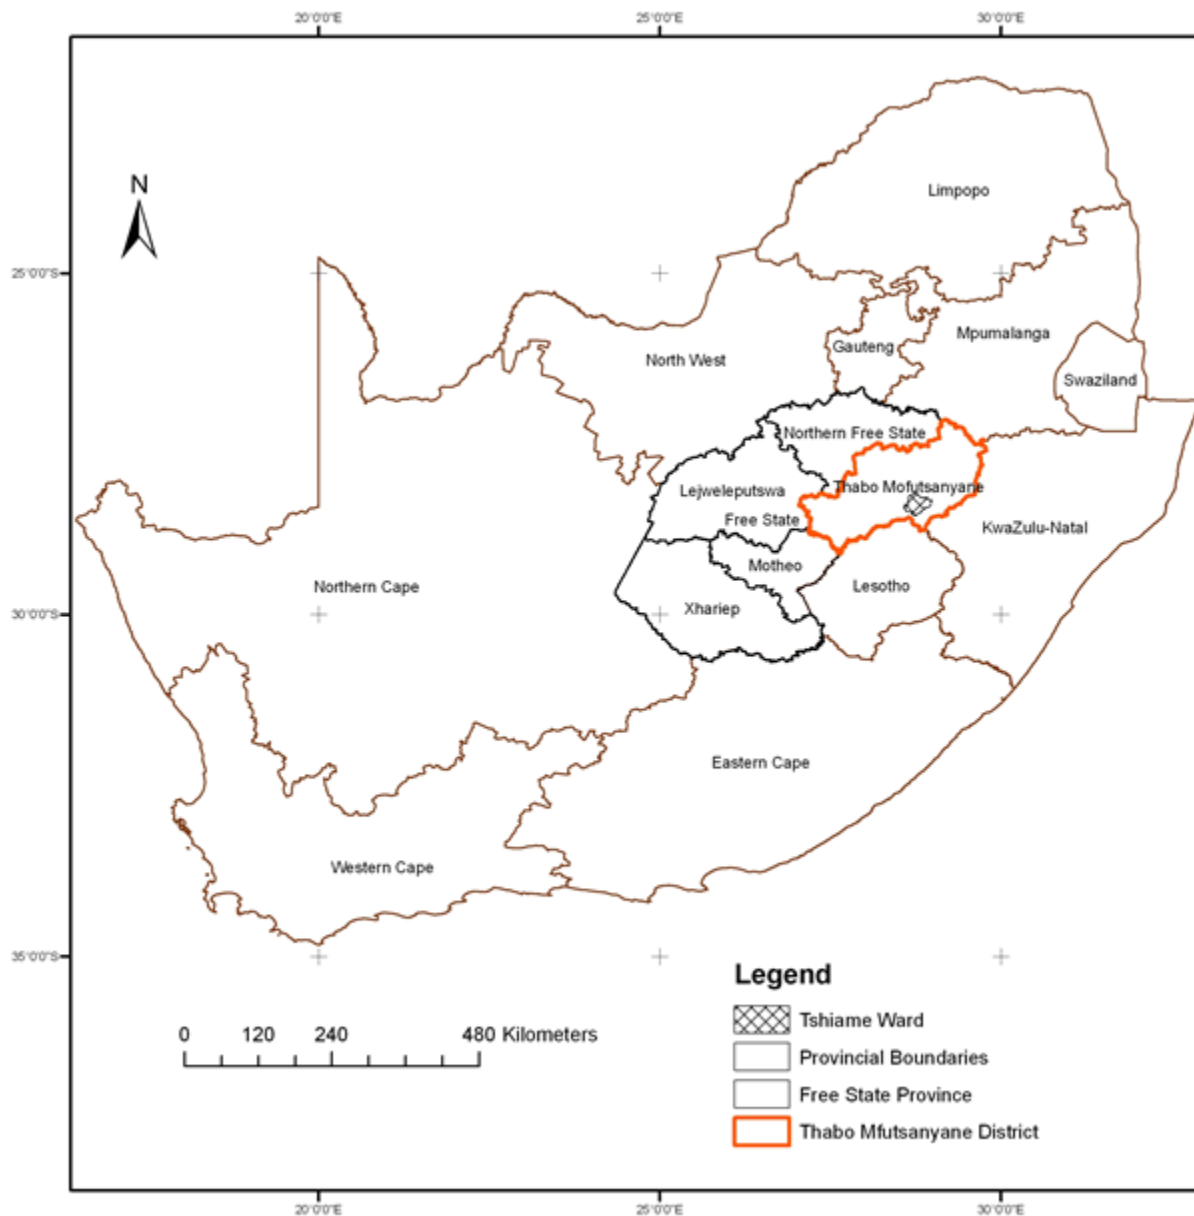 20°0'0"E 25°0'0"E 30°0'0"E
N
Limpopo
25°0'0"S
Mpumalanga
Gauteng
North West
Swaziland
Northern Free State
Thabo Mofutsanyane
Lejweleputswa
Free State
KwaZulu-Natal
Motheo
Northern Cape
Lesotho
Xhariep
30°0'0"S
Eastern Cape
Western Cape
35°0'0"S
Legend
Tshiame Ward
0 120 240 480 Kilometers
Provincial Boundaries
Free State Province
Thabo Mfutsanyane District
20°0'0"E 25°0'0"E 30°0'0"E